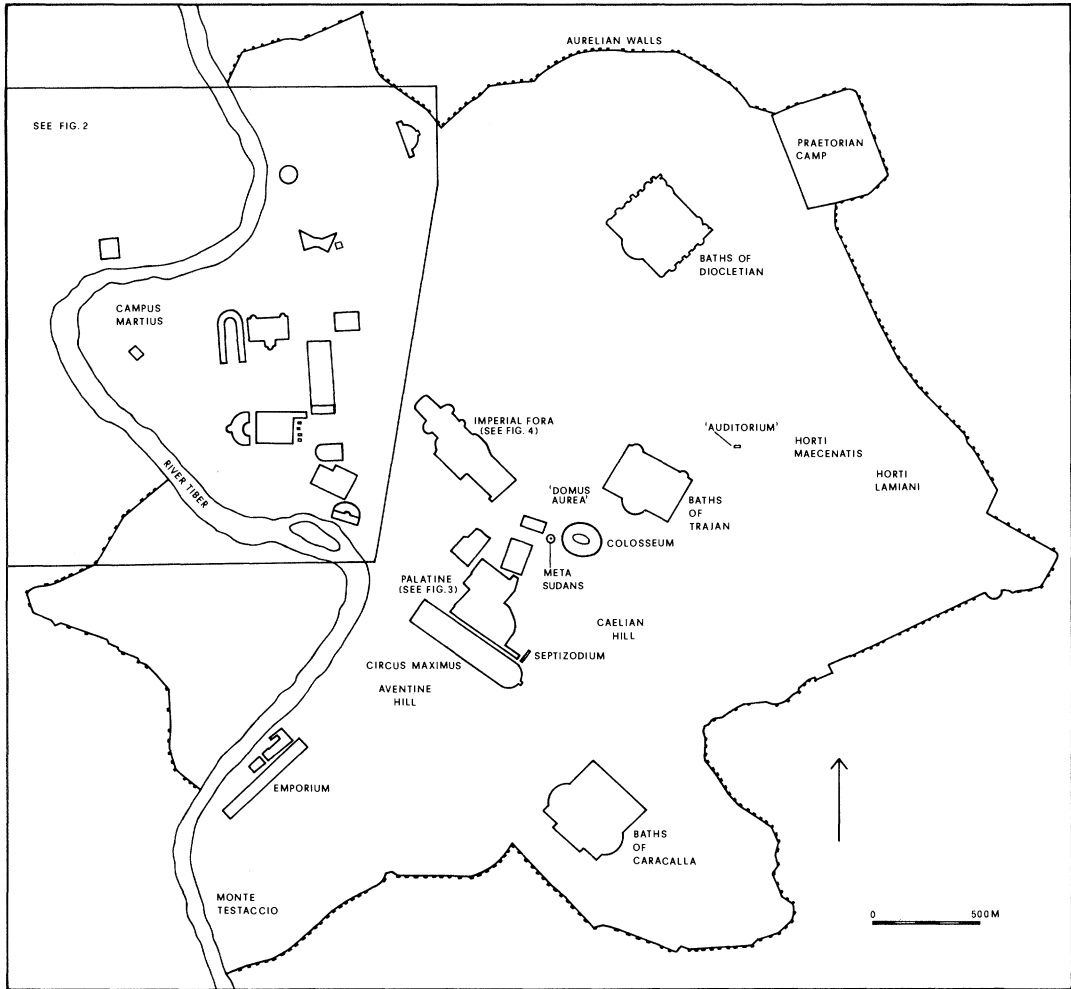 AURELIAN WALLS
SEE FIG. 2
PRAETORIAN
CAMP
BATHS OF
DIOCLETIAN
CAMPUS
MARTIUS
IMPERIAL FORA
(SEE FIG. 4)
'AUDITORIUM'
HORTI
MAECENATIS
HORTI
LAMIANI
RIVER TIBER
'DOMUS
AUREA'
BATHS
OF
TRAJAN
COLOSSEUM
META
SUDANS
PALATINE
(SEE FIG. 3)
CAELIAN
HILL
SEPTIZODIUM
CIRCUS MAXIMUS
AVENTINE
HILL
EMPORIUM
BATHS
OF
CARACALLA
MONTE
TESTACCIO
0 500M